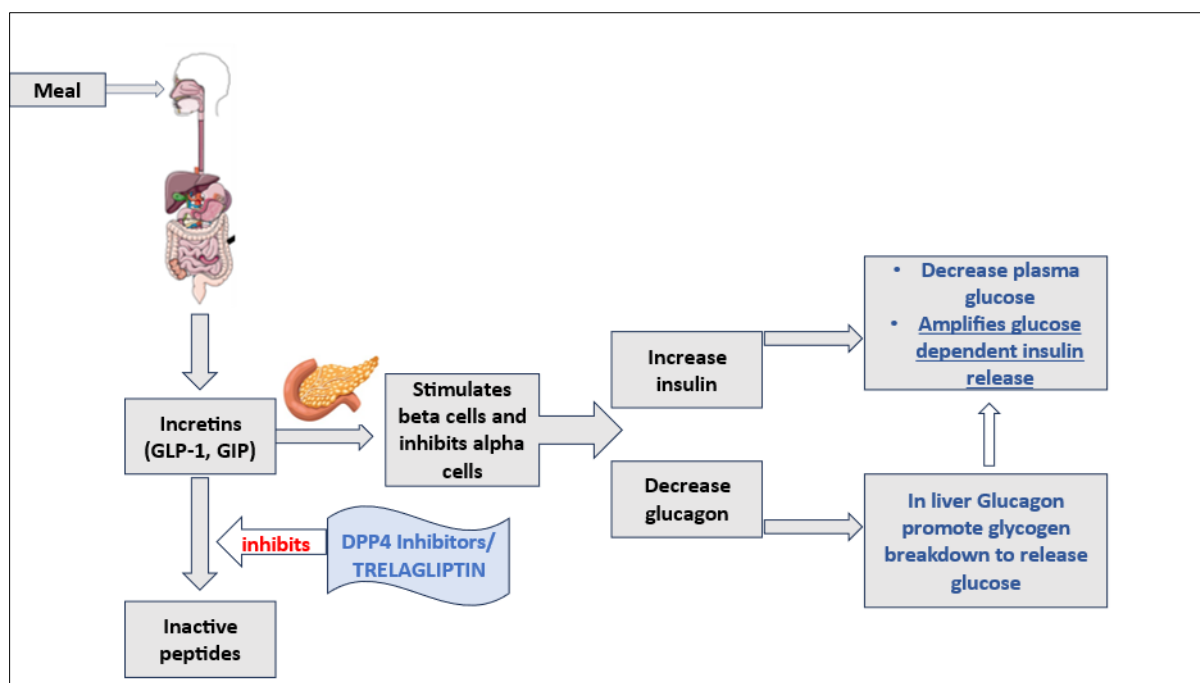 Meal
Incretins
(GLP-1, GIP)
Stimulates
beta cells and
inhibits alpha
cells
Increase
insulin
• Decrease plasma
glucose
• Amplifies glucose
dependent insulin
release
Decrease
glucagon
In liver Glucagon
promote glycogen
breakdown to release
glucose
inhibits
DPP4 Inhibitors/
TRELAGLIPTIN
Inactive
peptides